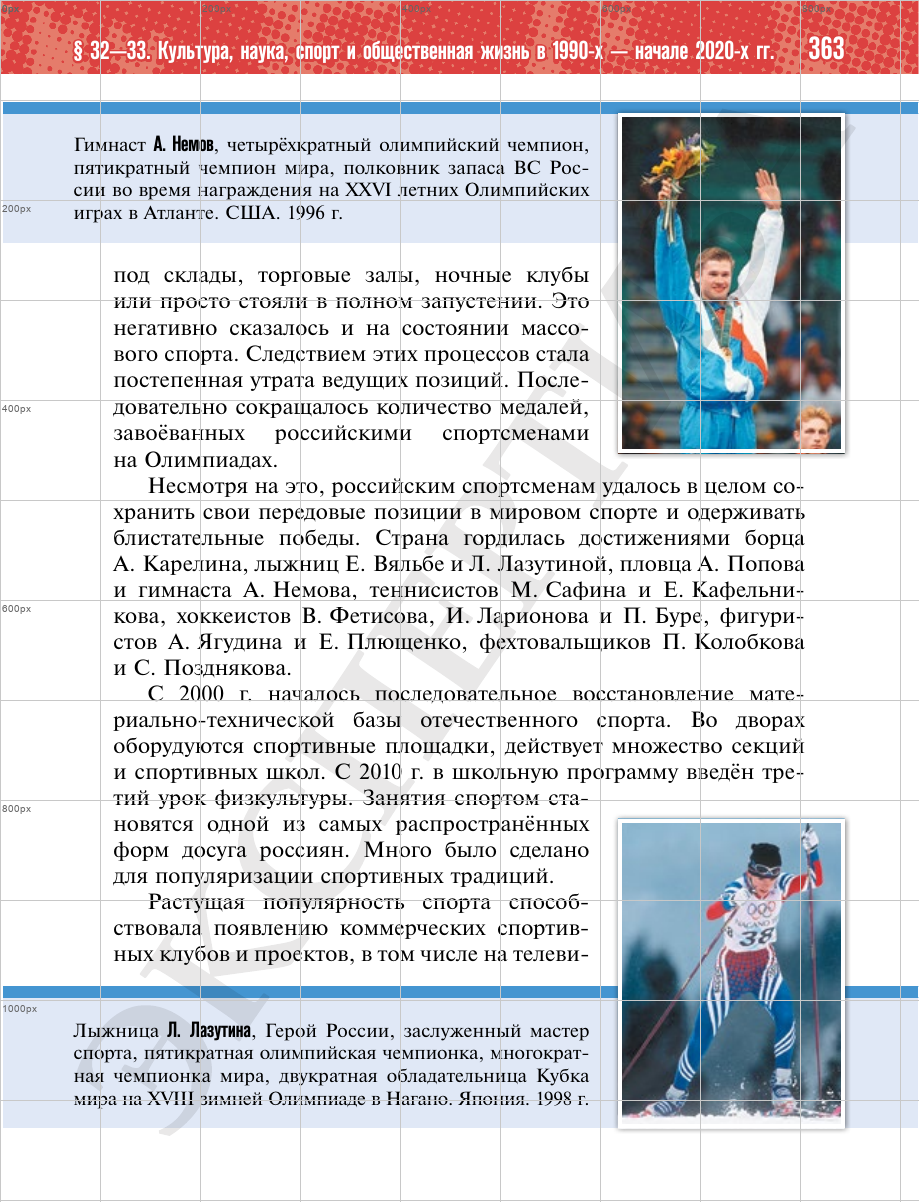 § 32—33. Культура, наука, спорт и общественная жизнь в 1990-х — начале 2020-х гг. 363
Гимнаст А. Немов, четырёхкратный олимпийский чемпион,
пятикратный чемпион мира, полковник запаса ВС Рос-
сии во время награждения на XXVI летних Олимпийских
играх в Атланте. США. 1996 г.
200px
под склады, торговые залы, ночные клубы
или просто стояли в полном запустении. Это
негативно сказалось и на состоянии массо-
вого спорта. Следствием этих процессов стала
постепенная утрата ведущих позиций. После-
400px
довательно сокращалось количество медалей,
завоёванных российскими спортсменами
на Олимпиадах.
Несмотря на это, российским спортсменам удалось в целом со-
хранить свои передовые позиции в мировом спорте и одерживать
блистательные победы. Страна гордилась достижениями борца
А. Карелина, лыжниц Е. Вяльбе и Л. Лазутиной, пловца А. Попова
и гимнаста А. Немова, теннисистов М. Сафина и Е. Кафельни-
600px
кова, хоккеистов В. Фетисова, И. Ларионова и П. Буре, фигури-
стов А. Ягудина и Е. Плющенко, фехтовальщиков П. Колобкова
и С. Позднякова.
С 2000 г. началось последовательное восстановление мате-
риально-технической базы отечественного спорта. Во дворах
оборудуются спортивные площадки, действует множество секций
и спортивных школ. С 2010 г. в школьную программу введён тре-
тий урок физкультуры. Занятия спортом ста-
800px
новятся одной из самых распространённых
форм досуга россиян. Много было сделано
для популяризации спортивных традиций.
Растущая популярность спорта способ-
ствовала появлению коммерческих спортив-
ных клубов и проектов, в том числе на телеви-
NAGANO
38
1000px
Лыжница Л. Лазутина, Герой России, заслуженный мастер
спорта, пятикратная олимпийская чемпионка, многократ-
ная чемпионка мира, двукратная обладательница Кубка
мира на XVIII зимней Олимпиаде в Нагано. Япония. 1998 г.